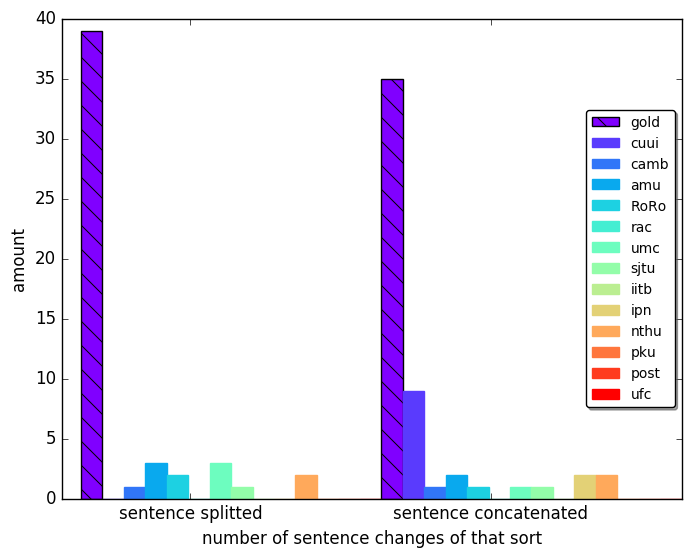 40
35
30
25
20
15
10
5
0
amount
sentence splitted
sentence concatenated
number of sentence changes of that sort
gold
cuui
camb
amu
RoRo
rac
umc
sjtu
iitb
ipn
nthu
pku
post
ufc